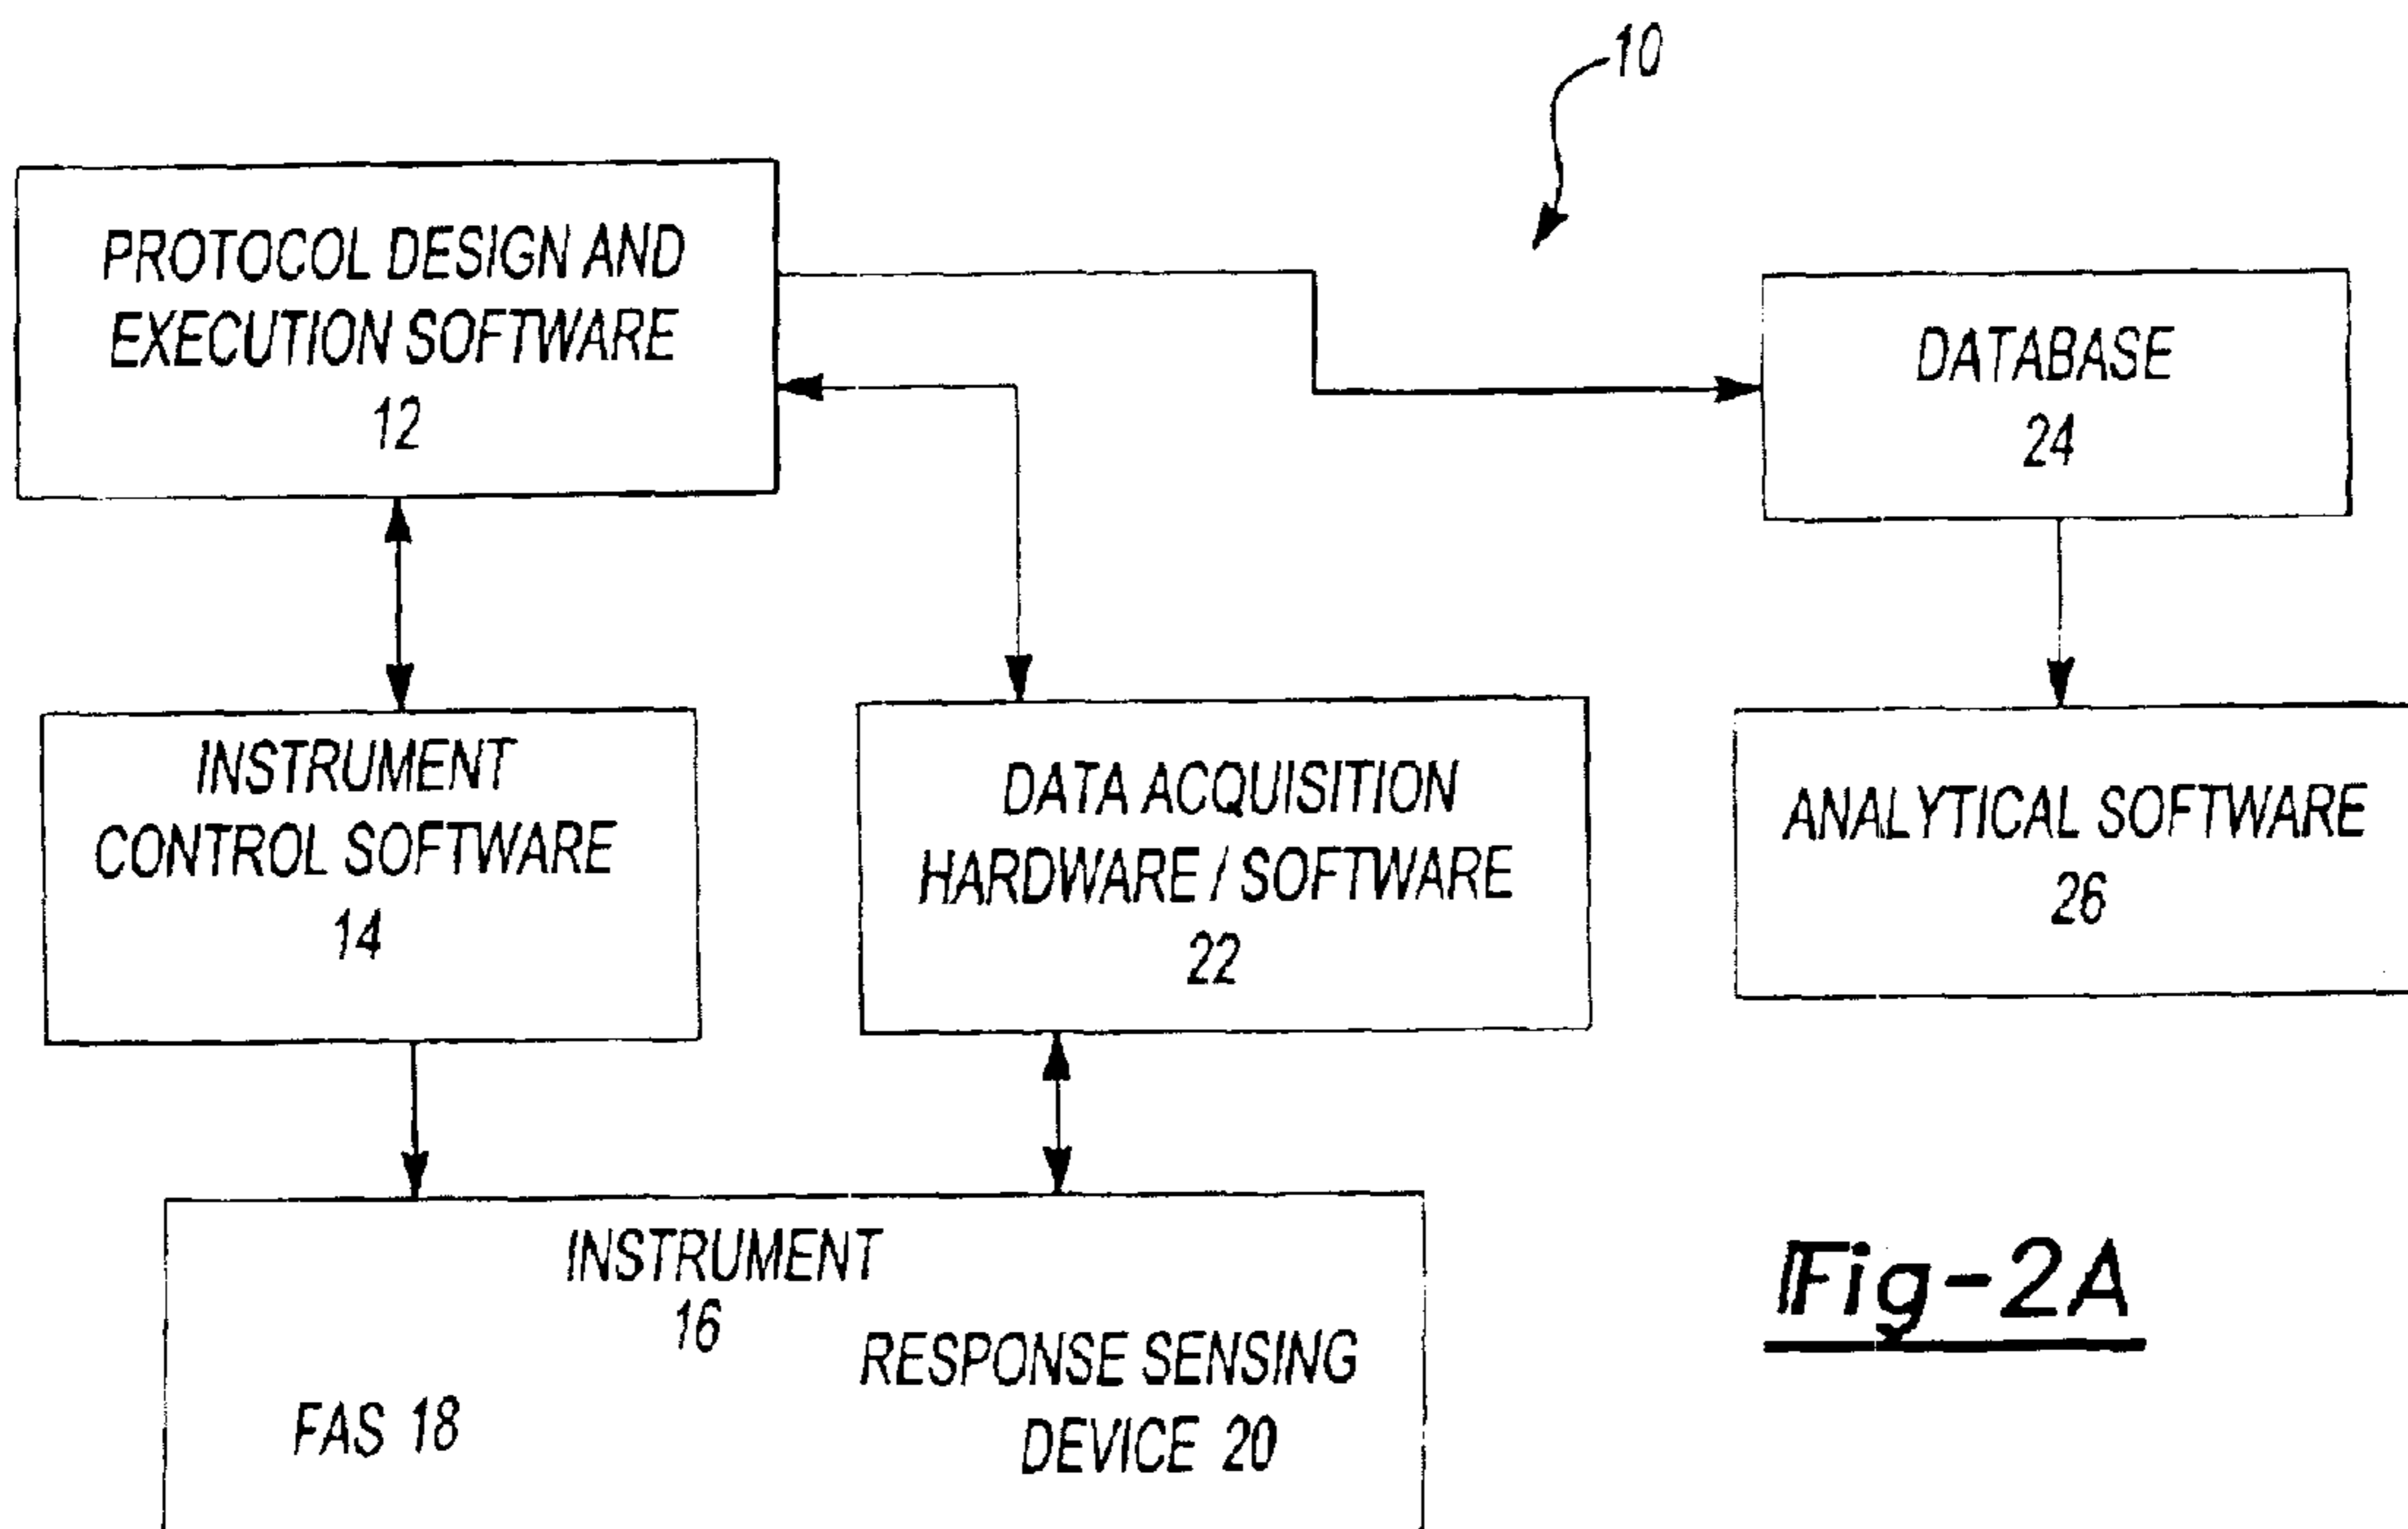 10
PROTOCOL DESIGN AND
EXECUTION SOFTWARE
12
DATABASE
24
INSTRUMENT
CONTROL SOFTWARE
14
DATA ACQUISITION
HARDWARE / SOFTWARE
22
ANALYTICAL SOFTWARE
26
INSTRUMENT
16
FAS 18
RESPONSE SENSING
DEVICE 20
Fig-2A